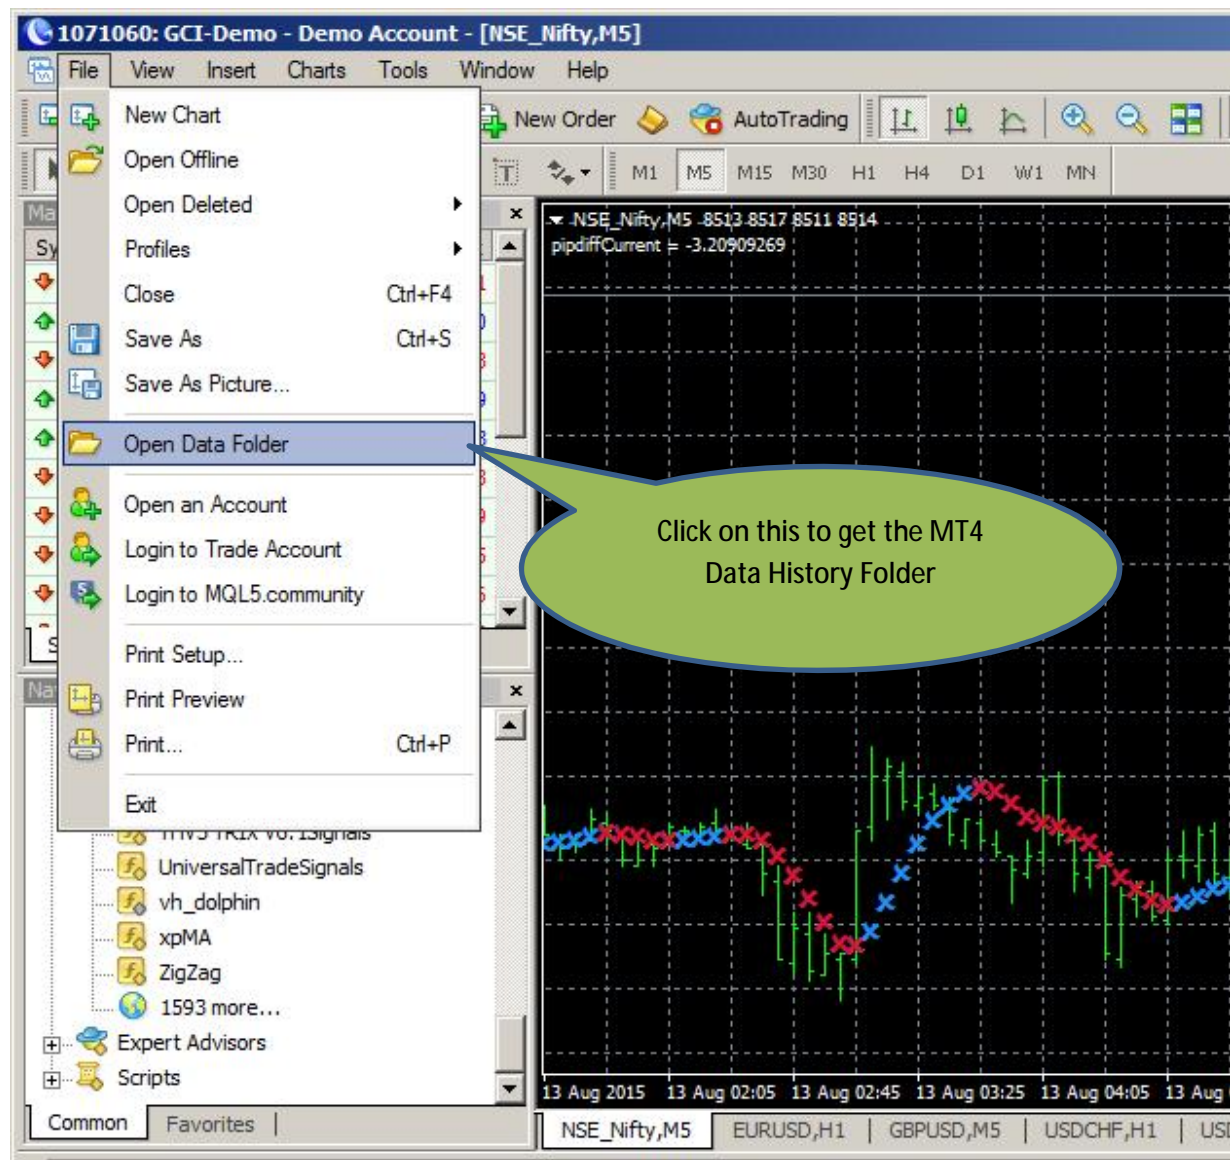 1071060: GCI-Demo - Demo Account - [NSE_Nifty,M5]
File View Insert Charts Tools Window Help
New Chart
Open Offline
Open Deleted
Profiles
Close Ctrl+F4
Save As Ctrl+S
Save As Picture...
Open Data Folder
Open an Account
Login to Trade Account
Login to MQL5.community
Print Setup...
Print Preview
Print... Ctrl+P
Exit
New Order AutoTrading
M1 M5 M15 M30 H1 H4 D1 W1 MN
NSE_Nifty,M5 8513 8517 8511 8514
pipdiffCurrent = -3.20909269
Click on this to get the MT4
Data History Folder
UniversalTradeSignals
vh_dolphin
xpMA
ZigZag
1593 more...
Expert Advisors
Scripts
Common Favorites
13 Aug 2015 13 Aug 02:05 13 Aug 02:45 13 Aug 03:25 13 Aug 04:05 13 Aug
NSE_Nifty,M5 EURUSD,H1 GBPUSD,M5 USDCHF,H1